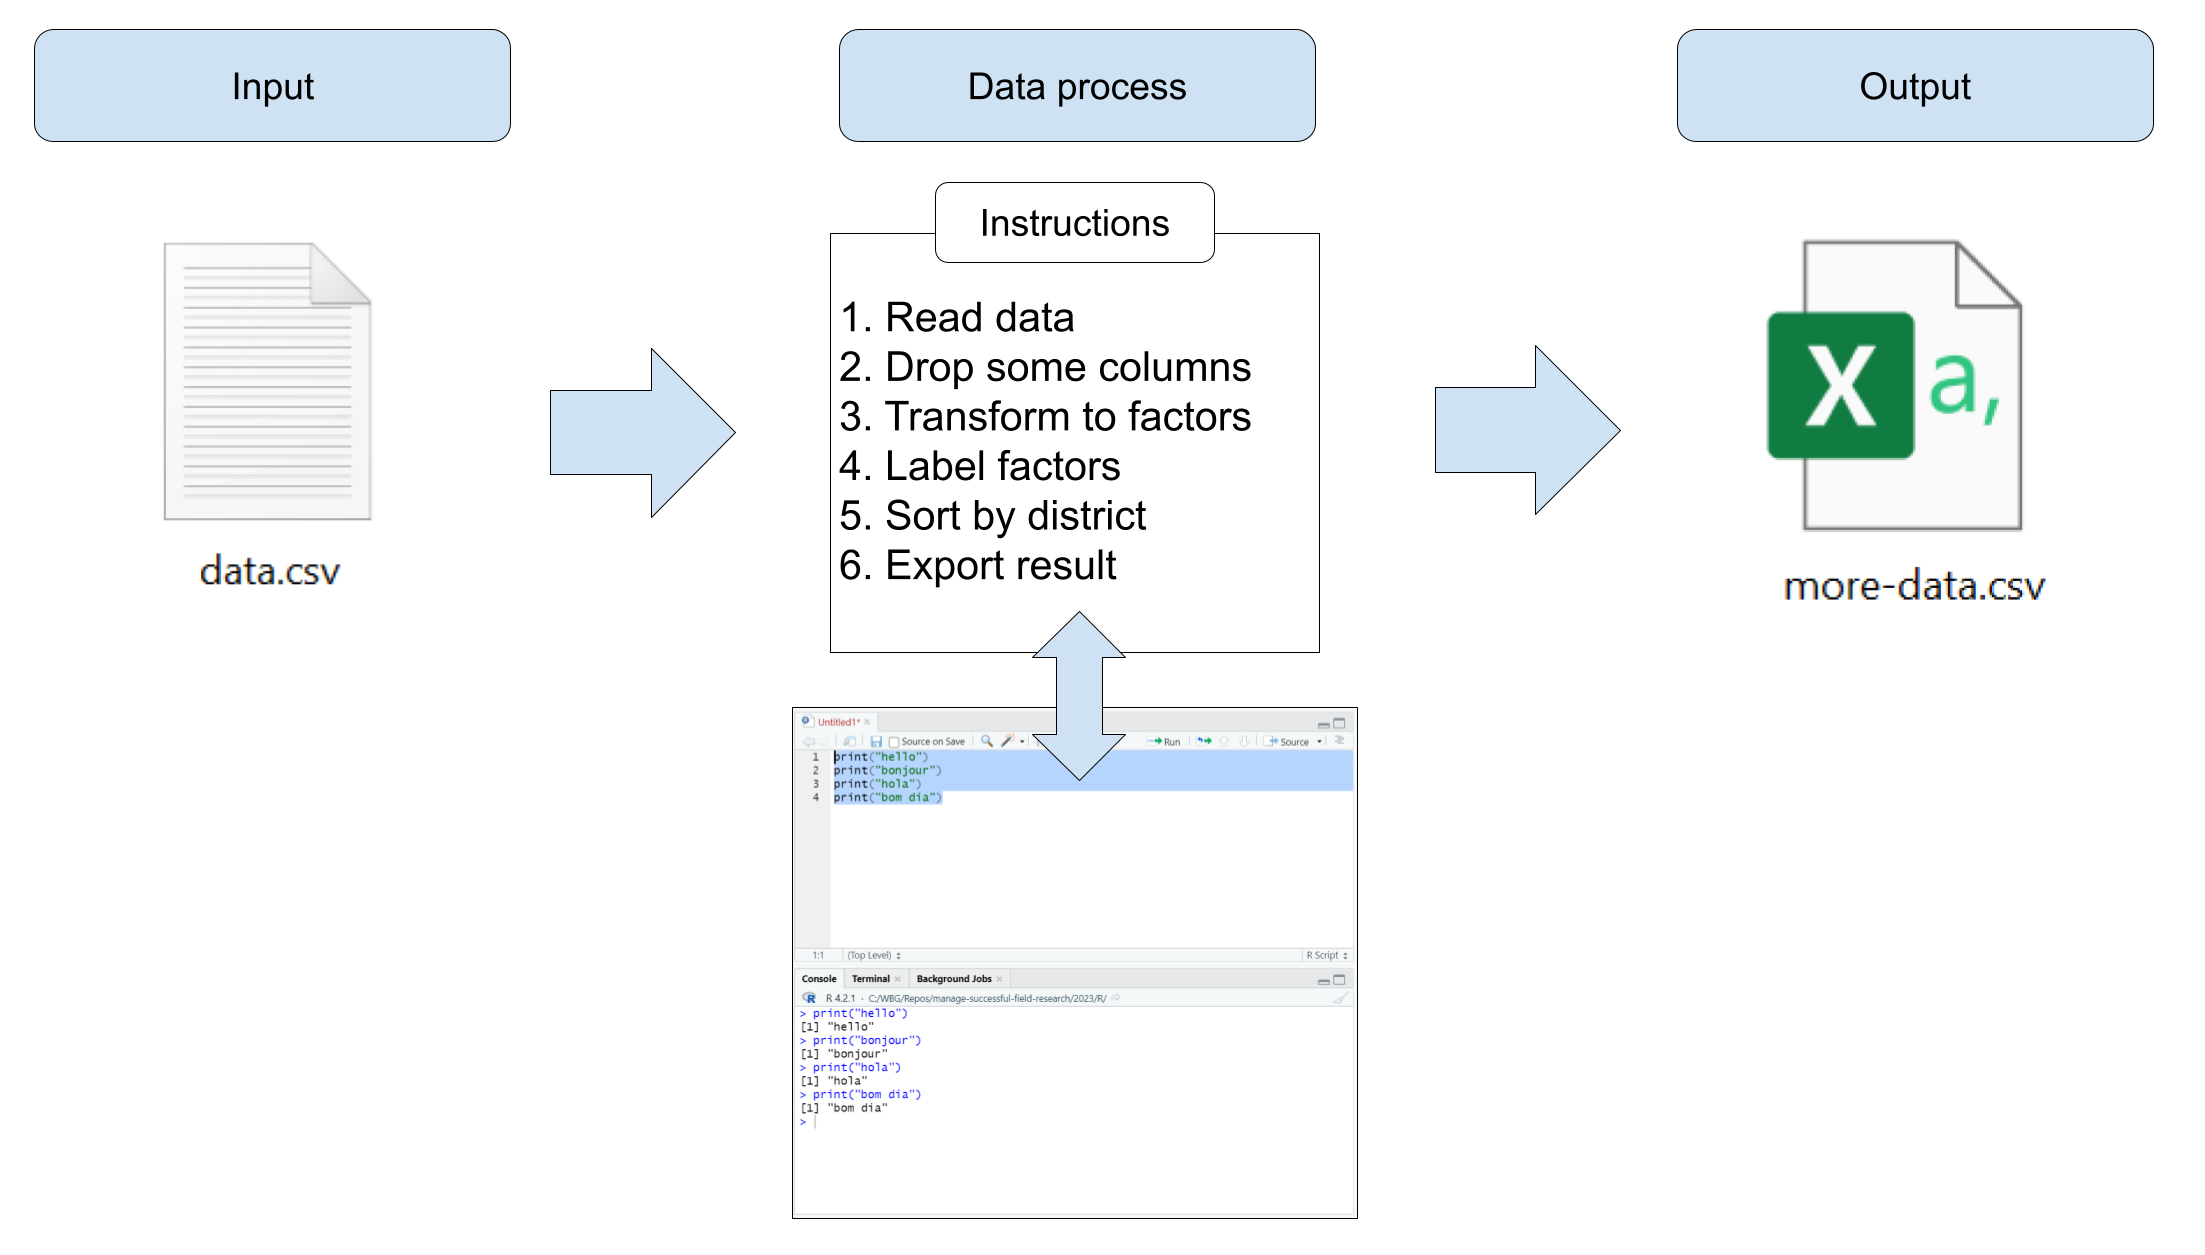 Input
Data process
Output
Instructions
1. Read data
2. Drop some columns
3. Transform to factors
4. Label factors
5. Sort by district
6. Export result
data.csv
X a,
more-data.csv
Untitled1*
Source on Save
Run
Source
1 print("hello")
2 print("bonjour")
3 print("hola")
4 print("bom dia")
1:1 (Top Level) R Script
Console Terminal Background Jobs
R R 4.2.1 · C:/WBG/Repos/manage-successful-field-research/2023/R/
> print("hello")
[1] "hello"
> print("bonjour")
[1] "bonjour"
> print("hola")
[1] "hola"
> print("bom dia")
[1] "bom dia"
>